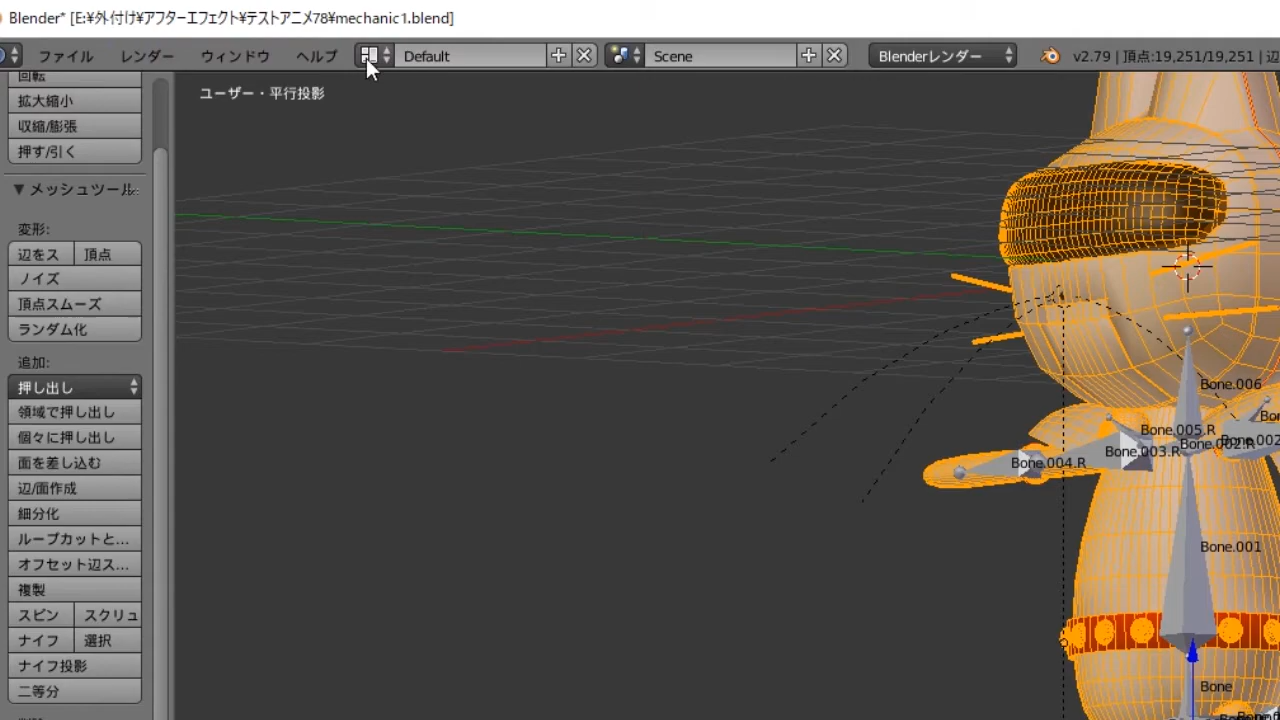 Blender* [E:¥外付け¥アフターエフェクト¥テストアニメ78¥mechanic1.blend]
ファイル レンダー ウィンドウ ヘルプ Default Scene Blenderレンダー v2.79 | 頂点:19,251/19,251 | 辺
回転
ユーザー・平行投影
拡大縮小
収縮/膨張
押す/引く
▼メッシュツール
変形:
辺をス 頂点
ノイズ
頂点スムーズ
ランダム化
追加:
押し出し
領域で押し出し
個々に押し出し
面を差し込む
辺/面作成
細分化
ループカットと...
オフセット辺ス...
複製
スピン スクリュ
ナイフ 選択
ナイフ投影
二等分
Bone.006
Bone.005.R
Bone.002.R
Bone.003.R
Bone.004.R
Bone.001
Bone